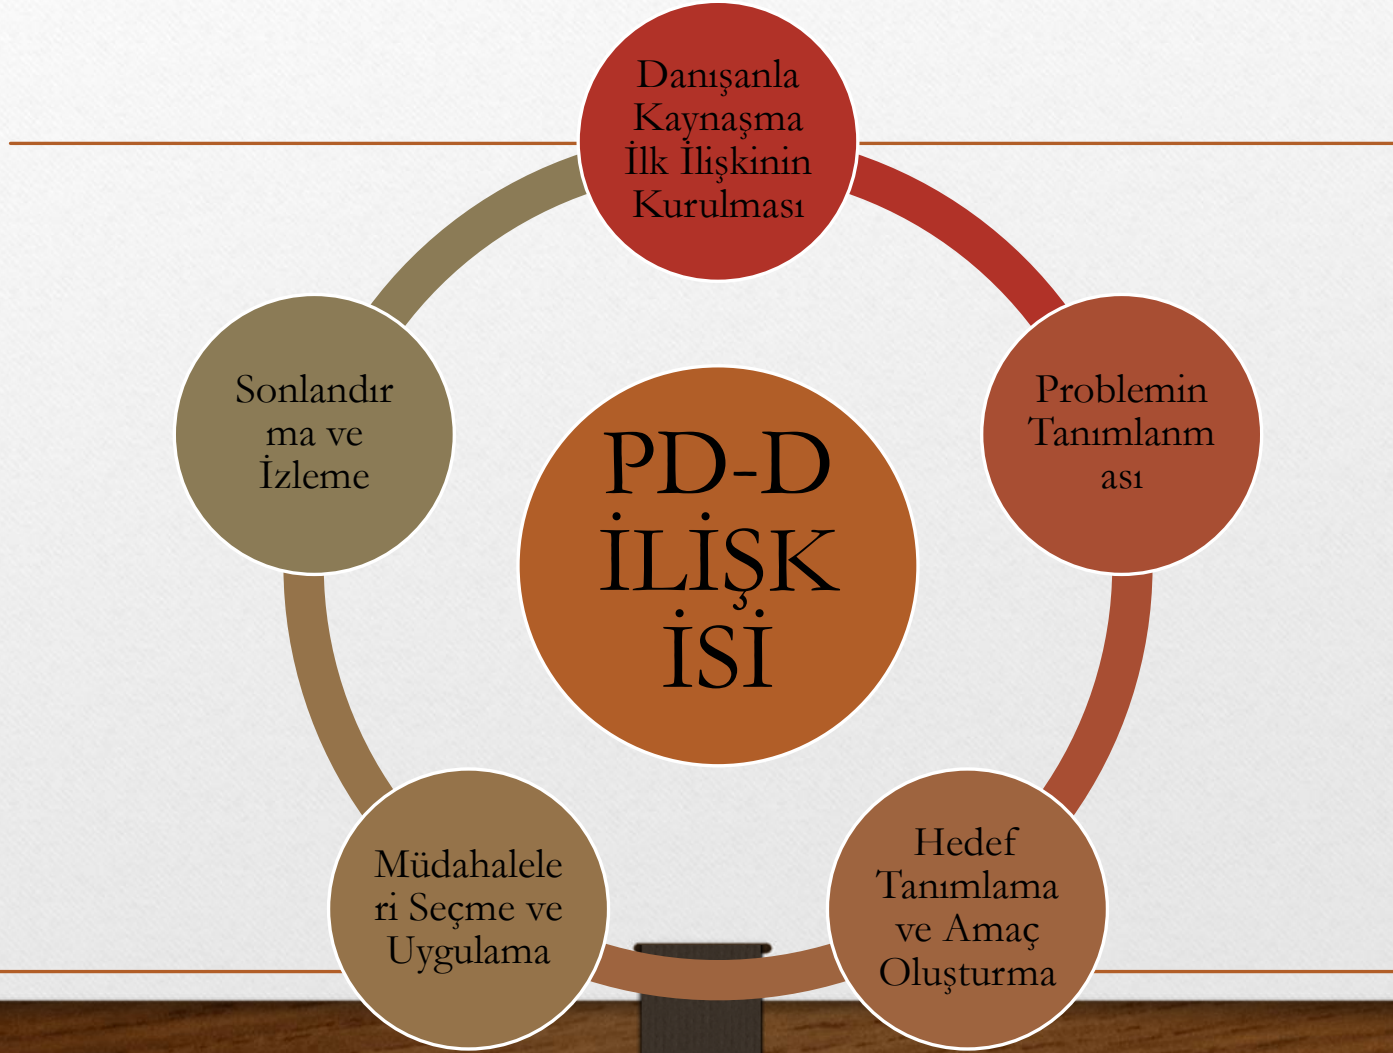 Danışanla
Kaynaşma
İlk İlişkinin
Kurulması
Problemin
Tanımlanm
ası
Hedef
Tanımlama
ve Amaç
Oluşturma
Müdahalele
ri Seçme ve
Uygulama
Sonlandır
ma ve
İzleme
PD-D
İLİŞK
İSİ